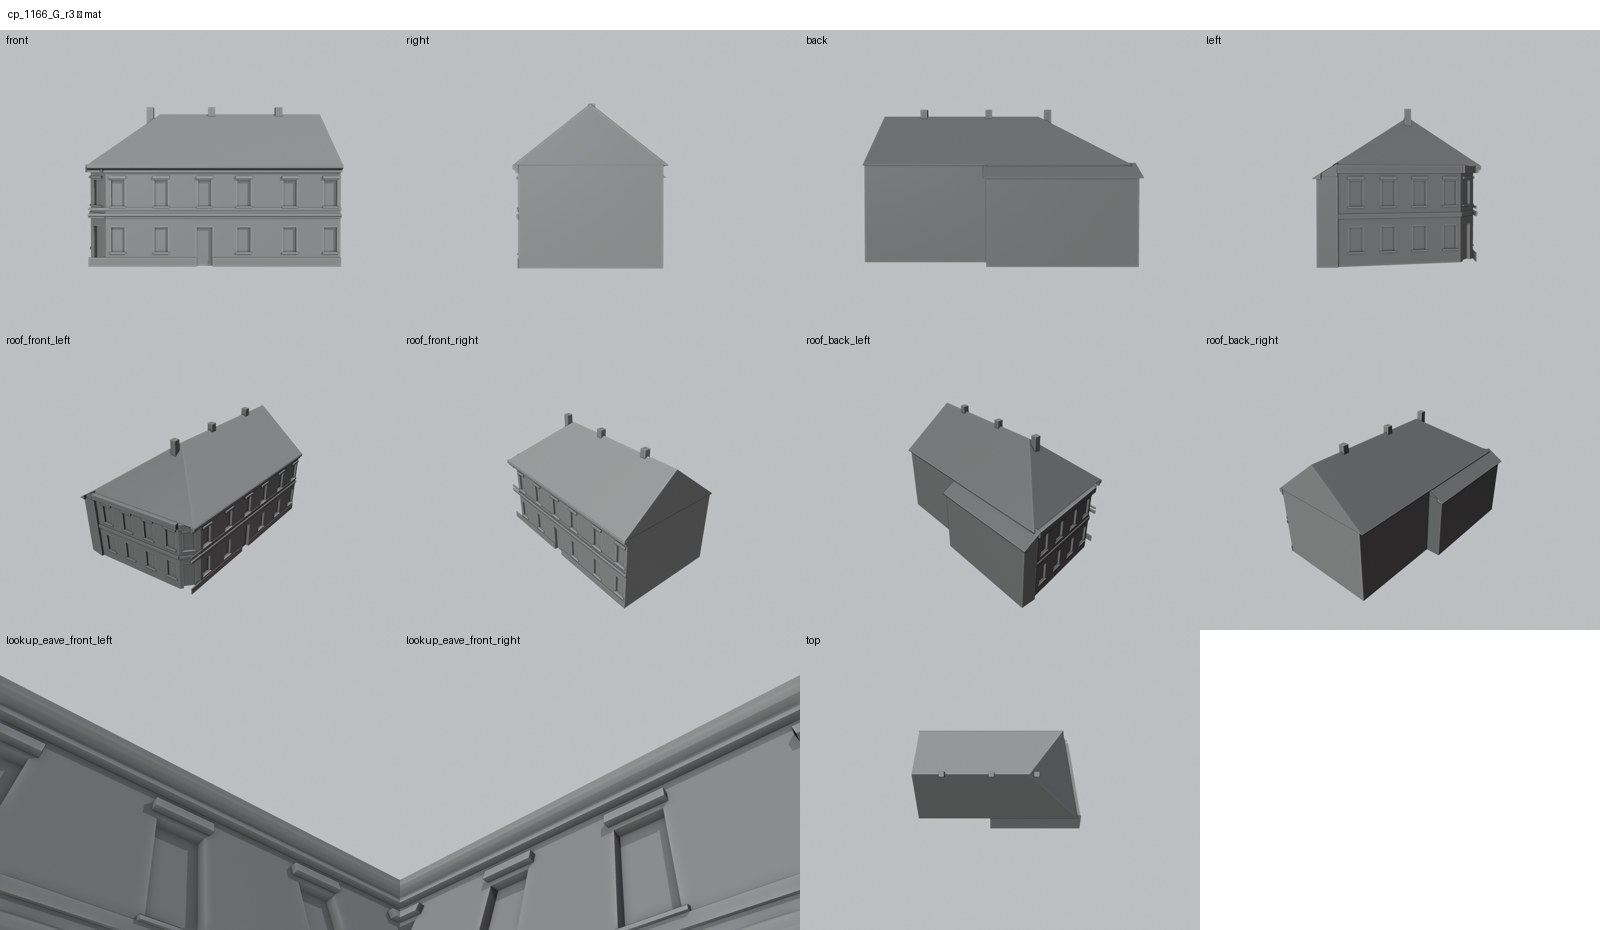 cp_1166_G_r3 ▯ mat
front
right
back
left
roof_front_left
roof_front_right
roof_back_left
roof_back_right
lookup_eave_front_left
lookup_eave_front_right
top